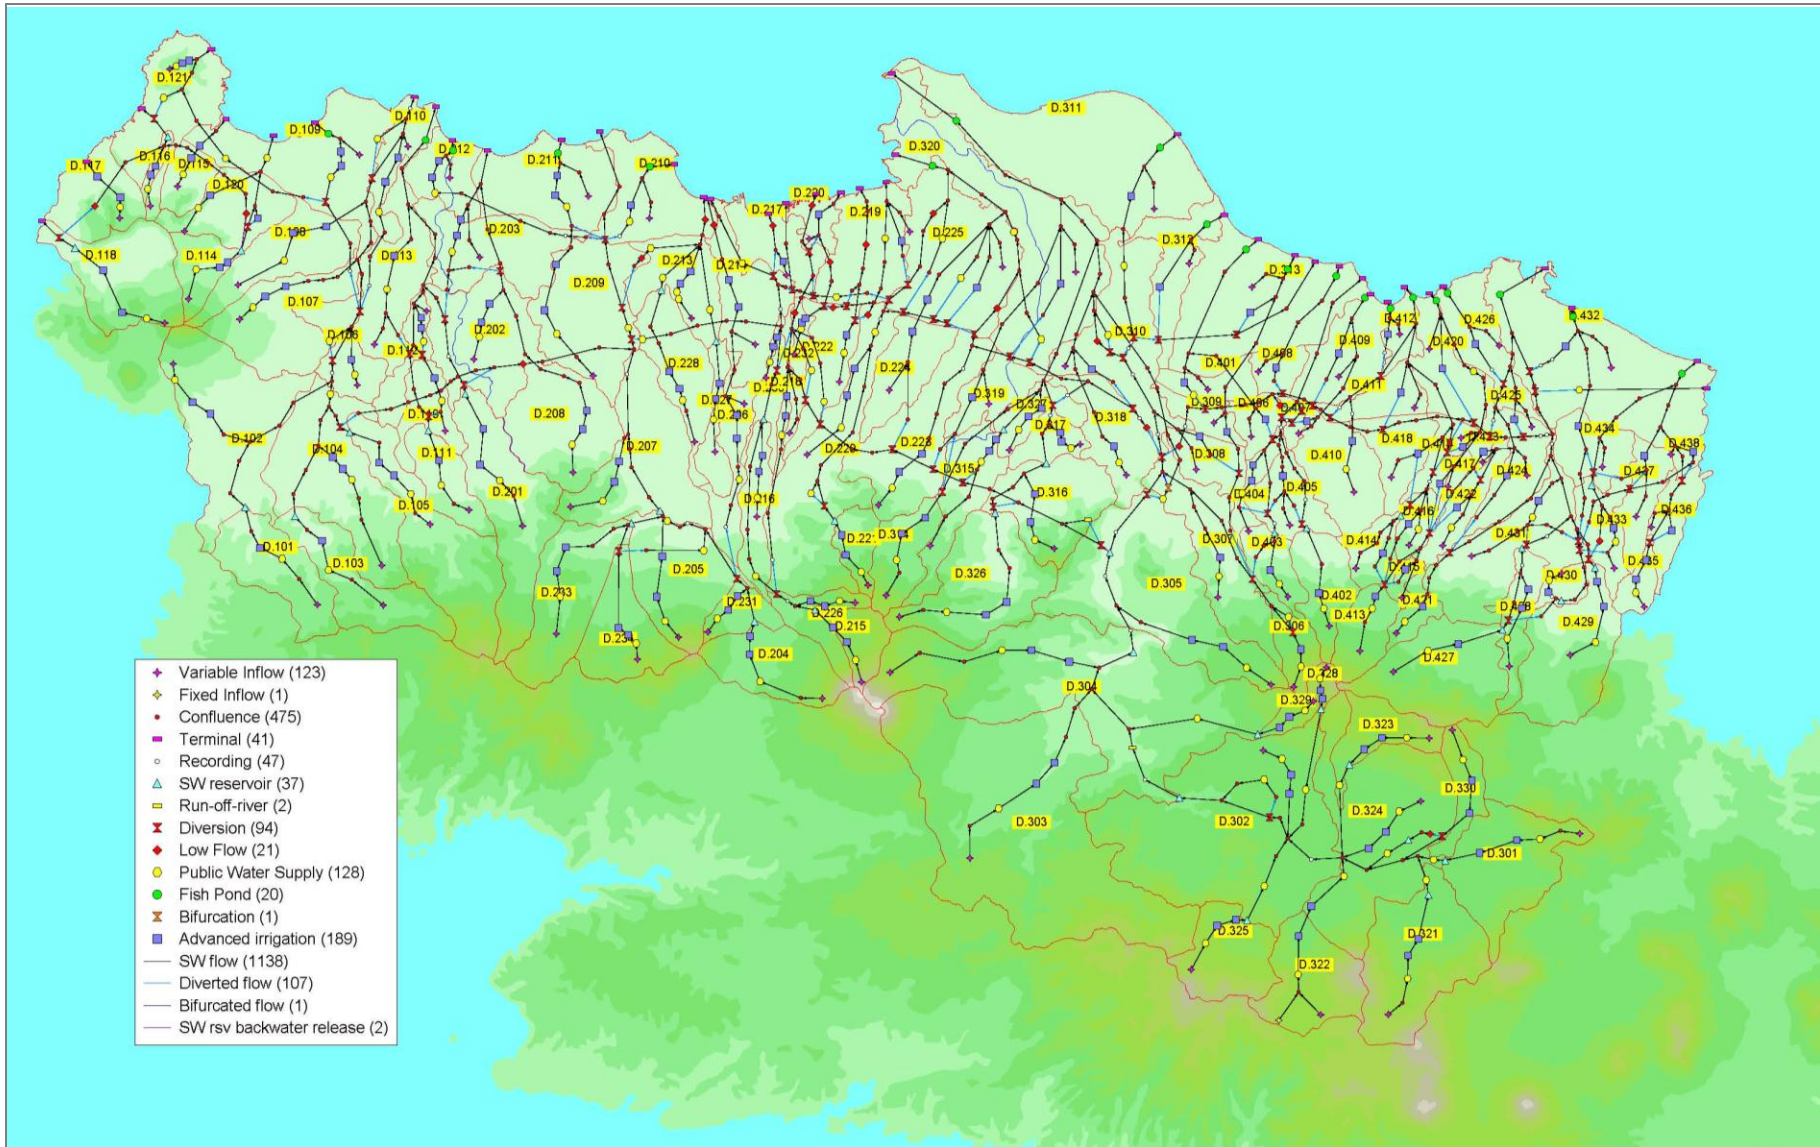 D.311
D.121
D.110
D.109
D.112
D.211
D.320
D.210
D.116
D.115
D.117
D.120
D.220
D.217
D.219
D.203
D.225
D.312
D.114
D.118
D.213
D.313
D.209
D.107
D.432
D.412
D.426
D.202
D.310
D.106
D.409
D.420
D.222
D.112
D.228
D.224
D.401
D.411
D.319
D.425
D.208
D.309
D.327
D.318
D.317
D.434
D.102
D.418
D.438
D.104
D.207
D.223
D.111
D.308
D.410
D.417
D.315
D.424
D.427
D.201
D.316
D.404
D.405
D.422
D.105
D.216
D.416
D.436
D.433
D.431
D.101
D.307
D.403
D.414
D.103
D.205
D.326
D.305
D.435
D.430
D.233
D.231
D.402
D.421
D.226
D.413
D.429
D.215
D.306
D.204
D.427
D.428
D.304
D.329
D.323
D.330
D.324
D.303
D.302
D.301
D.325
D.321
D.322
Variable Inflow (123)
Fixed Inflow (1)
Confluence (475)
Terminal (41)
Recording (47)
SW reservoir (37)
Run-off-river (2)
Diversion (94)
Low Flow (21)
Public Water Supply (128)
Fish Pond (20)
Bifurcation (1)
Advanced irrigation (189)
SW flow (1138)
Diverted flow (107)
Bifurcated flow (1)
SW rsv backwater release (2)